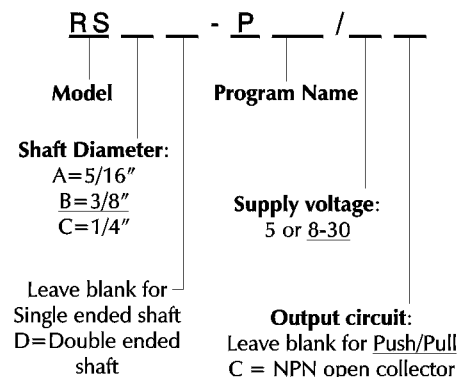 RS _ _ - P _ / _ _
Model
Program Name
Shaft Diameter:
A=5/16"
B=3/8"
C=1/4"
Supply voltage:
5 or 8-30
Leave blank for
Single ended shaft
D=Double ended
shaft
Output circuit:
Leave blank for Push/Pull
C = NPN open collector